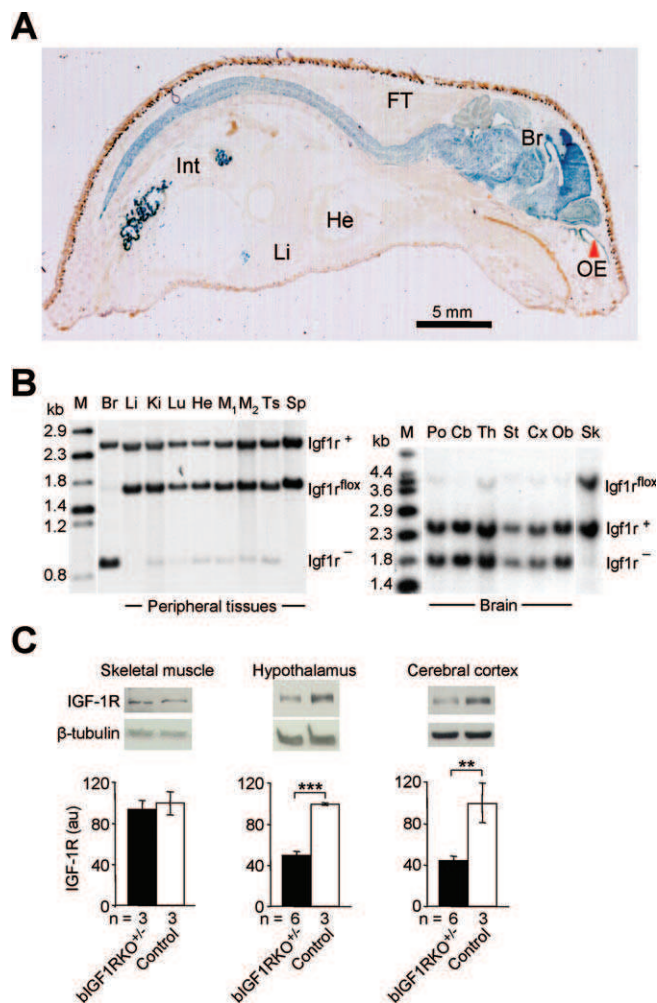 A
FT
Br
Int
He
Li
OE
5 mm
B
kb M Br Li Ki Lu He M1 M2 Ts Sp
2.9
2.3
1.8
1.4
1.2
0.8
Igf1r+
Igf1rflox
Igf1r−
Peripheral tissues
kb M Po Cb Th St Cx Ob Sk
4.4
3.6
2.9
2.3
1.8
1.4
Igf1rflox
Igf1r+
Igf1r−
Brain
C
Skeletal muscle Hypothalamus Cerebral cortex
IGF-1R
β-tubulin
IGF-1R (au)
120
80
40
0
n = 3 3
bIGF1RKO+/-
Control
120
80
40
0
***
n = 6 3
bIGF1RKO+/-
Control
120
80
40
0
**
n = 6 3
bIGF1RKO+/-
Control